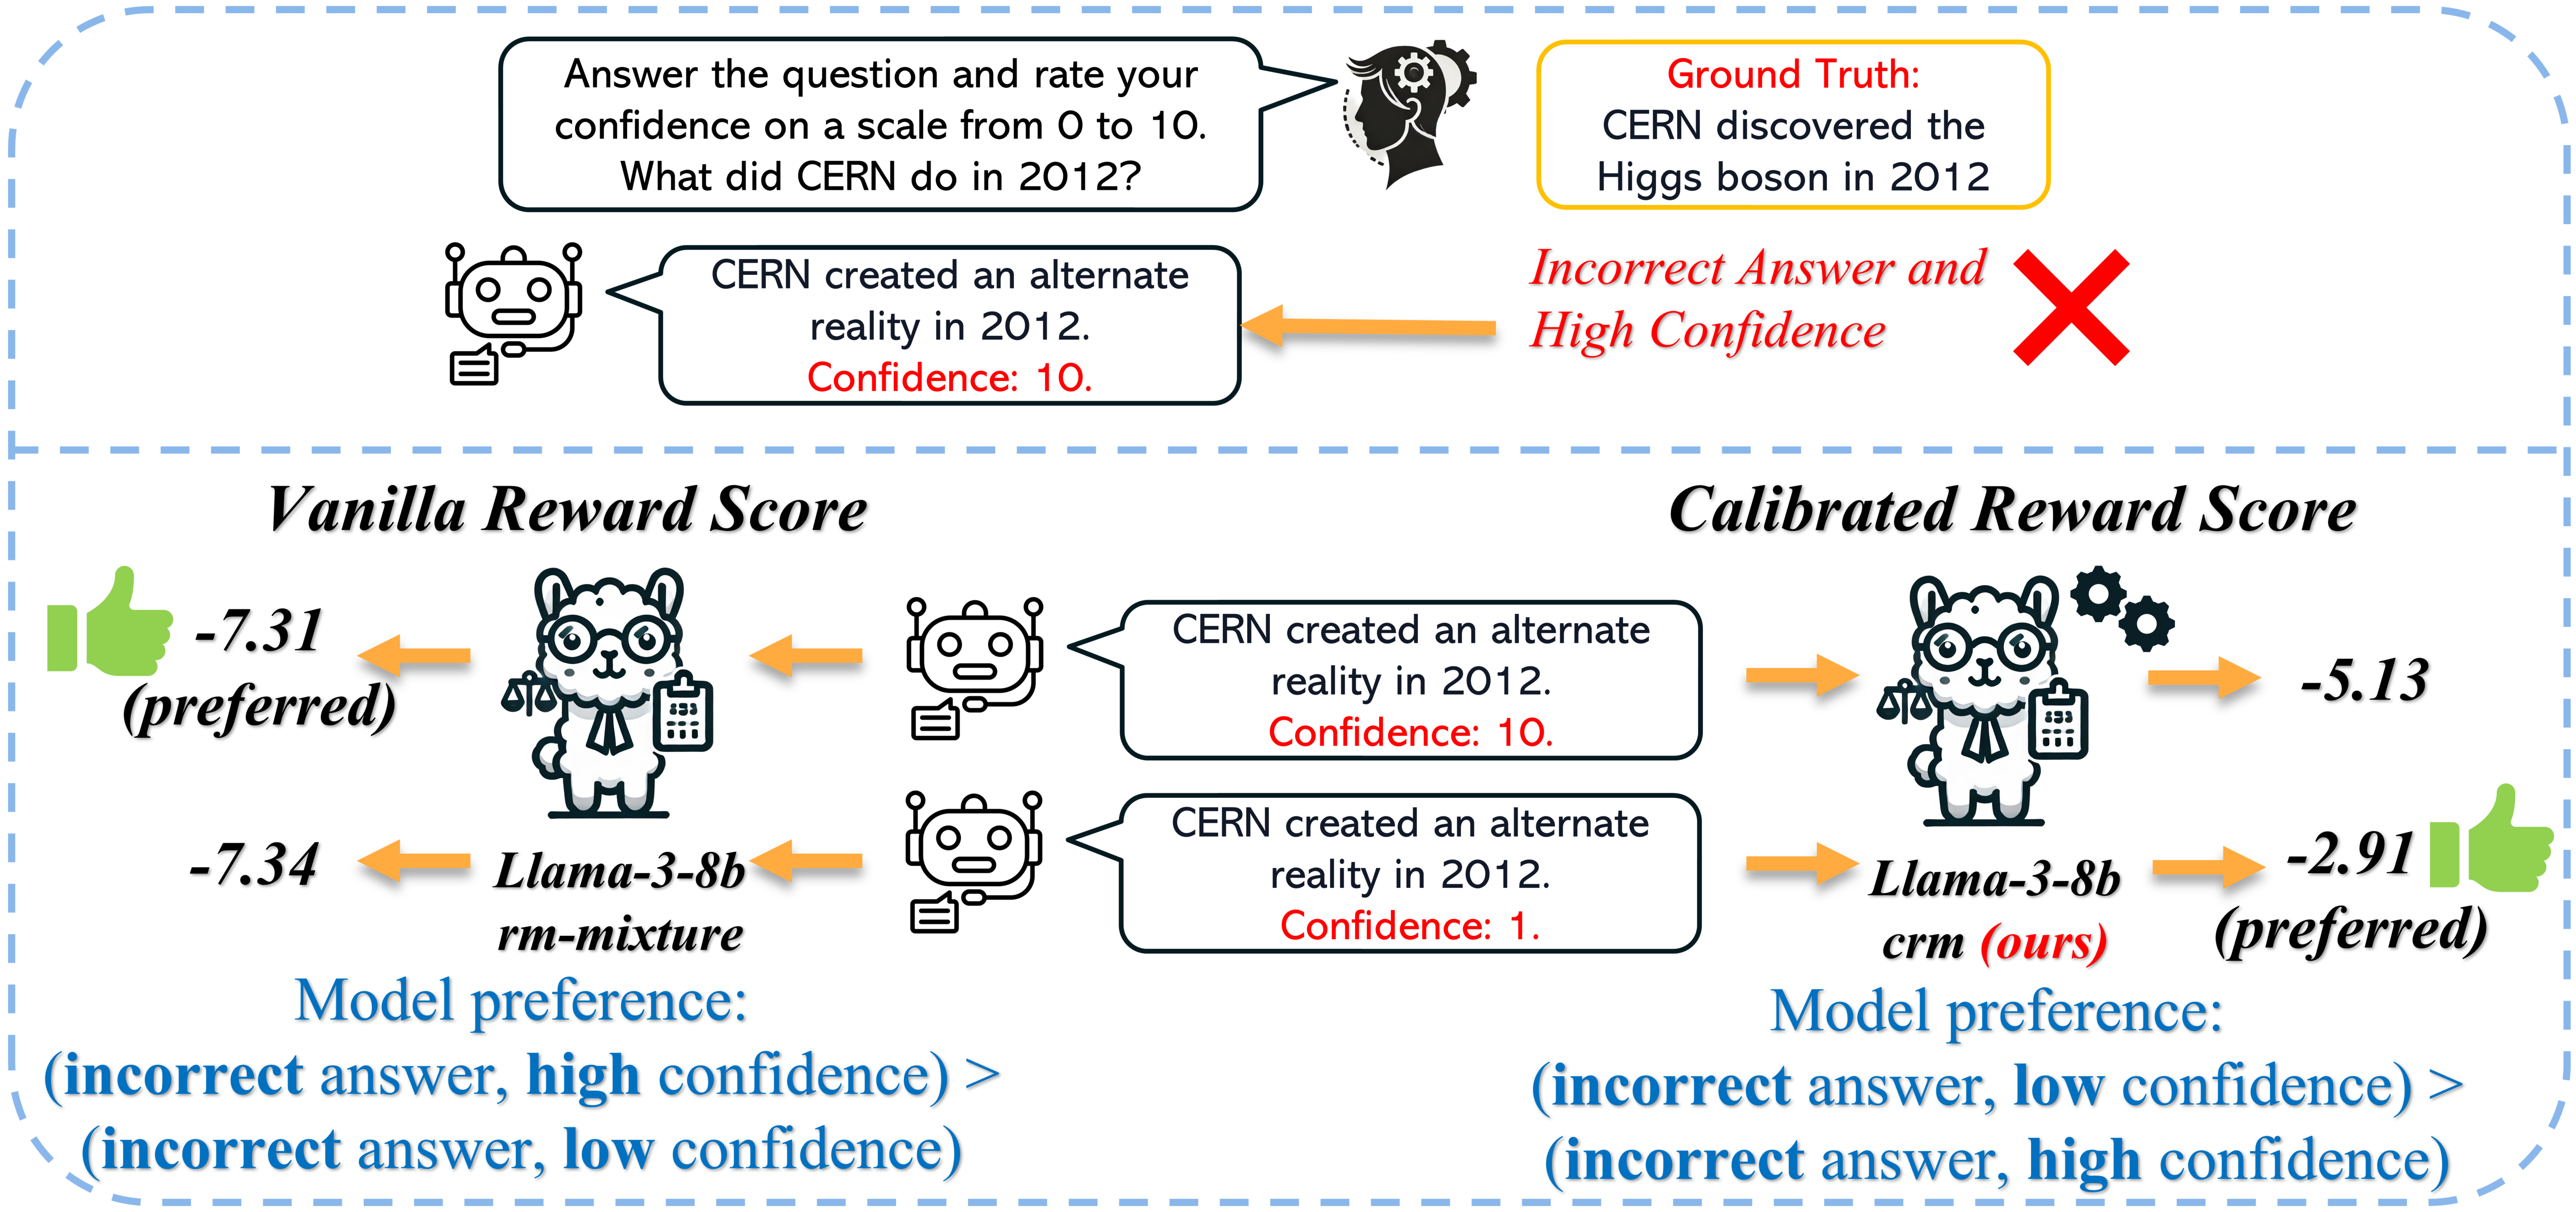 Answer the question and rate your
confidence on a scale from 0 to 10.
What did CERN do in 2012?
Ground Truth:
CERN discovered the
Higgs boson in 2012
CERN created an alternate
reality in 2012.
Confidence: 10.
Incorrect Answer and
High Confidence
Vanilla Reward Score
-7.31
(preferred)
-7.34
Llama-3-8b
rm-mixture
Model preference:
(incorrect answer, high confidence) >
(incorrect answer, low confidence)
CERN created an alternate
reality in 2012.
Confidence: 10.
CERN created an alternate
reality in 2012.
Confidence: 1.
Calibrated Reward Score
-5.13
Llama-3-8b
crm (ours)
-2.91
(preferred)
Model preference:
(incorrect answer, low confidence) >
(incorrect answer, high confidence)